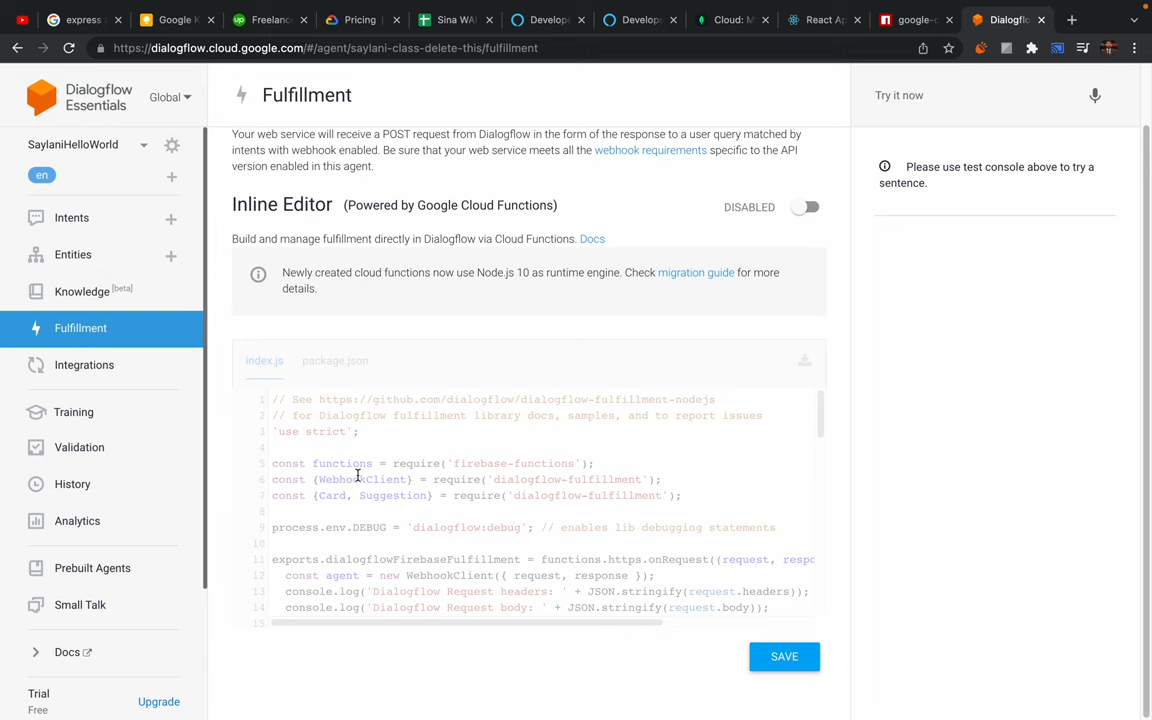 express a
Google K
Freelance
Pricing
Sina WA
Develope
Develope
Cloud: M
React Ap
google-c
Dialogflo
https://dialogflow.cloud.google.com/#/agent/saylani-class-delete-this/fulfillment
Dialogflow
Essentials
Global
SaylaniHelloWorld
en
Intents
Entities
Knowledge [beta]
Fulfillment
Integrations
Training
Validation
History
Analytics
Prebuilt Agents
Small Talk
Docs
Trial
Free
Upgrade
Fulfillment
Your web service will receive a POST request from Dialogflow in the form of the response to a user query matched by
intents with webhook enabled. Be sure that your web service meets all the webhook requirements specific to the API
version enabled in this agent.
Inline Editor (Powered by Google Cloud Functions)
DISABLED
Build and manage fulfillment directly in Dialogflow via Cloud Functions. Docs
Newly created cloud functions now use Node.js 10 as runtime engine. Check migration guide for more
details.
index.js package.json
1 // See https://github.com/dialogflow/dialogflow-fulfillment-nodejs
2 // for Dialogflow fulfillment library docs, samples, and to report issues
3 'use strict';
4
5 const functions = require('firebase-functions');
6 const {WebhookClient} = require('dialogflow-fulfillment');
7 const {Card, Suggestion} = require('dialogflow-fulfillment');
8
9 process.env.DEBUG = 'dialogflow:debug'; // enables lib debugging statements
10
11 exports.dialogflowFirebaseFulfillment = functions.https.onRequest((request, respo
12 const agent = new WebhookClient({ request, response });
13 console.log('Dialogflow Request headers: ' + JSON.stringify(request.headers));
14 console.log('Dialogflow Request body: ' + JSON.stringify(request.body));
15
SAVE
Try it now
Please use test console above to try a
sentence.